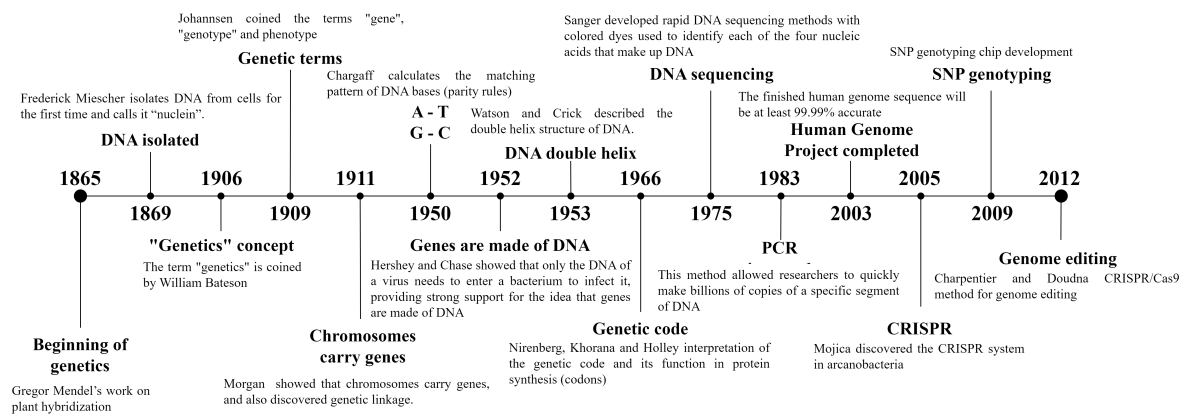 Johannsen coined the terms "gene",
"genotype" and phenotype
Genetic terms
Sanger developed rapid DNA sequencing methods with
colored dyes used to identify each of the four nucleic
acids that make up DNA
DNA sequencing
SNP genotyping chip development
SNP genotyping
Frederick Miescher isolates DNA from cells for
the first time and calls it “nuclein”.
DNA isolated
Chargaff calculates the matching
pattern of DNA bases (parity rules)
A - T
G - C
Watson and Crick described the
double helix structure of DNA.
DNA double helix
The finished human genome sequence will
be at least 99.99% accurate
Human Genome
Project completed
1865 1906 1911 1952 1966 1983 2005 2012
1869 1909 1950 1953 1975 2003 2009
"Genetics" concept
The term "genetics" is coined
by William Bateson
Genes are made of DNA
Hershey and Chase showed that only the DNA of
a virus needs to enter a bacterium to infect it,
providing strong support for the idea that genes
are made of DNA
PCR
This method allowed researchers to quickly
make billions of copies of a specific segment
of DNA
Genome editing
Charpentier and Doudna CRISPR/Cas9
method for genome editing
Beginning of
genetics
Gregor Mendel’s work on
plant hybridization
Chromosomes
carry genes
Morgan showed that chromosomes carry genes,
and also discovered genetic linkage.
Genetic code
Nirenberg, Khorana and Holley interpretation of
the genetic code and its function in protein
synthesis (codons)
CRISPR
Mojica discovered the CRISPR system
in arcanobacteria